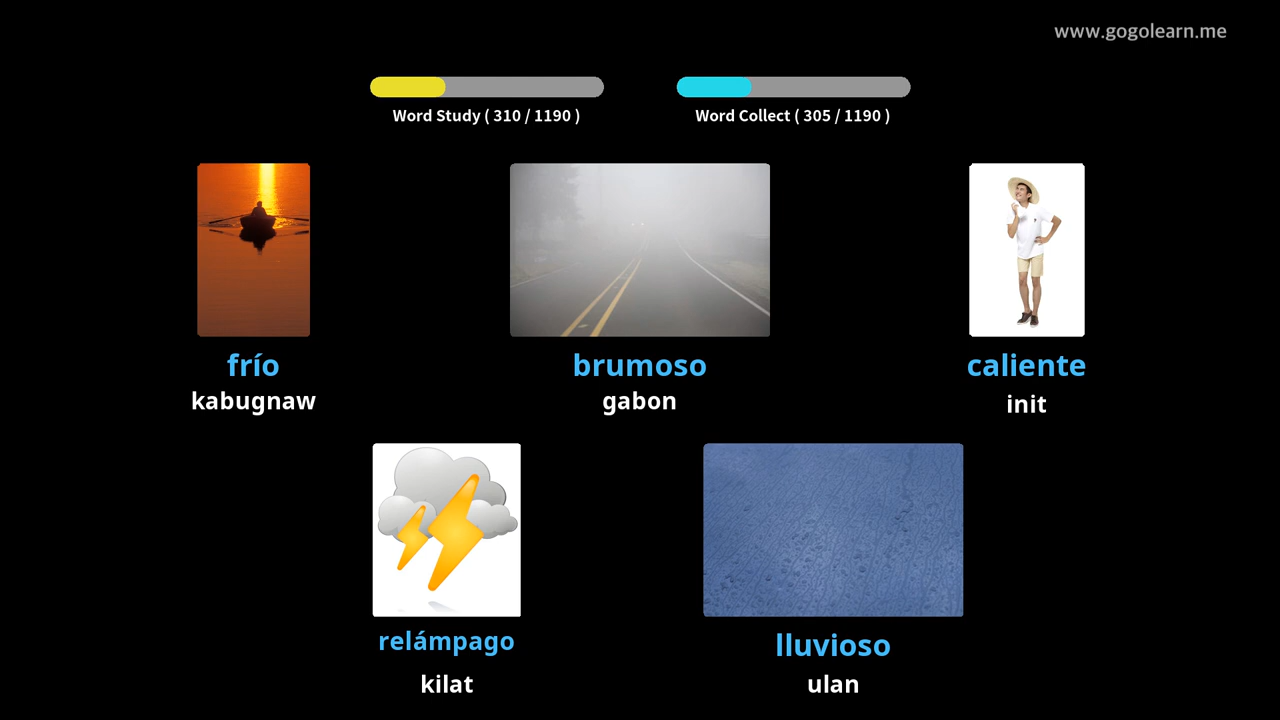 www.gogolearn.me
Word Study ( 310 / 1190 )
Word Collect ( 305 / 1190 )
frío
kabugnaw
brumoso
gabon
caliente
init
relámpago
kilat
lluvioso
ulan